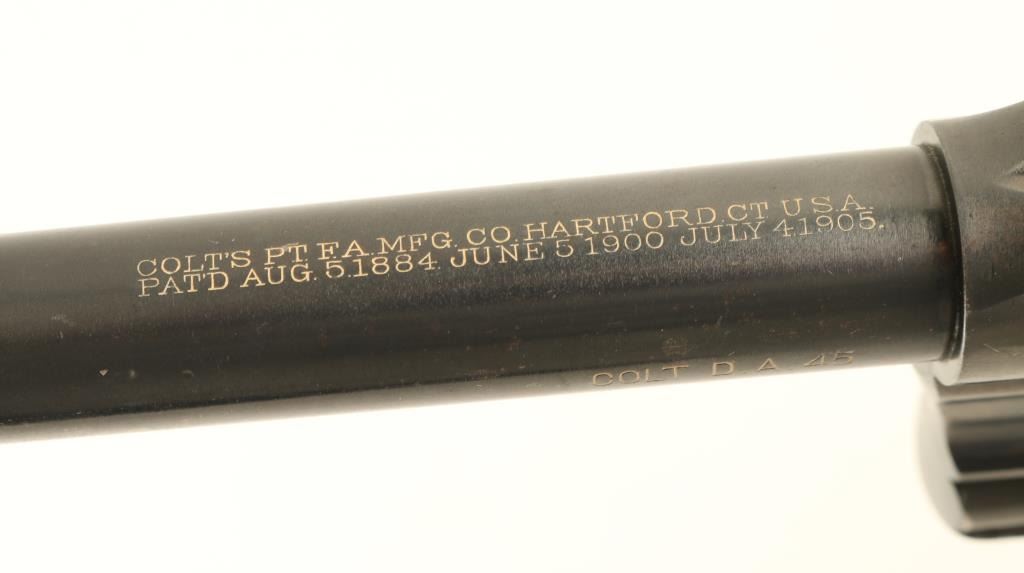 COLT'S PT. F.A. MFG. CO. HARTFORD. CT. U.S.A.
PAT'D AUG. 5.1884. JUNE 5 1900 JULY 4 1905.
COLT D.A. 45